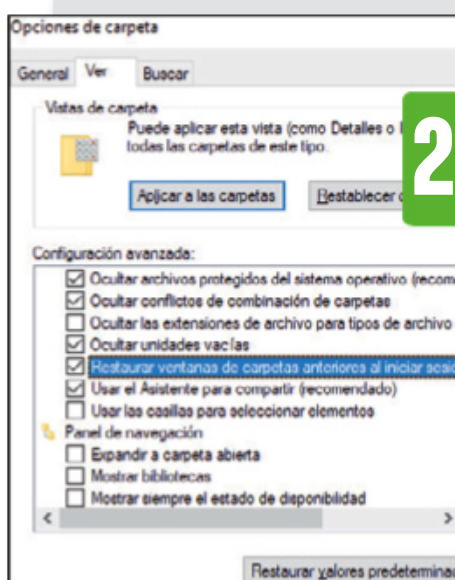 Opciones de carpeta
General Ver Buscar
Vistas de carpeta
Puede aplicar esta vista (como Detalles o
todas las carpetas de este tipo.
2
Aplicar a las carpetas Restablecer
Configuración avanzada:
Ocultar archivos protegidos del sistema operativo (recom
Ocultar conflictos de combinación de carpetas
Ocultar las extensiones de archivo para tipos de archivo
Ocultar unidades vacías
Restaurar ventanas de carpetas anteriores al iniciar sesi
Usar el Asistente para compartir (recomendado)
Usar las casillas para seleccionar elementos
Panel de navegación
Expandir a carpeta abierta
Mostrar bibliotecas
Mostrar siempre el estado de disponibilidad
Restaurar valores predetermina